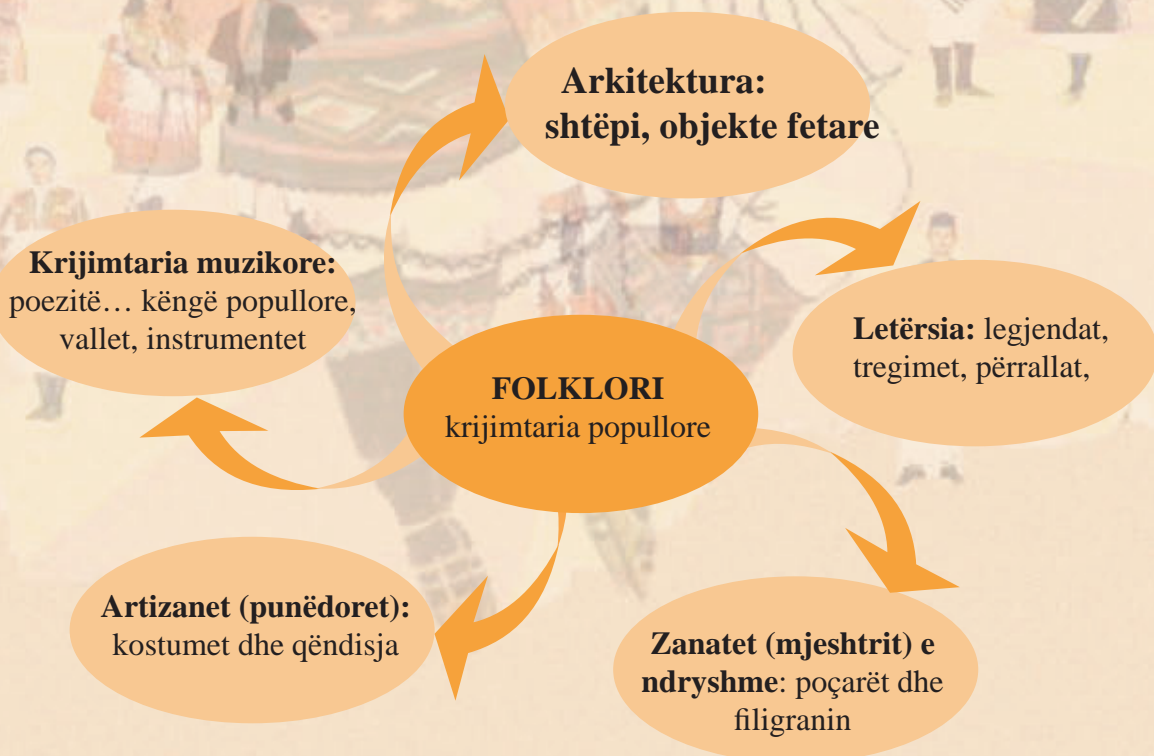 Arkitektura:
shtëpi, objekte fetare
Krijimtaria muzikore:
poezitë… këngë popullore,
vallet, instrumentet
Letërsia: legjendat,
tregimet, përrallat,
FOLKLORI
krijimtaria popullore
Artizanet (punëdoret):
kostumet dhe qëndisja
Zanatet (mjeshtrit) e
ndryshme: poçarët dhe
filigranin